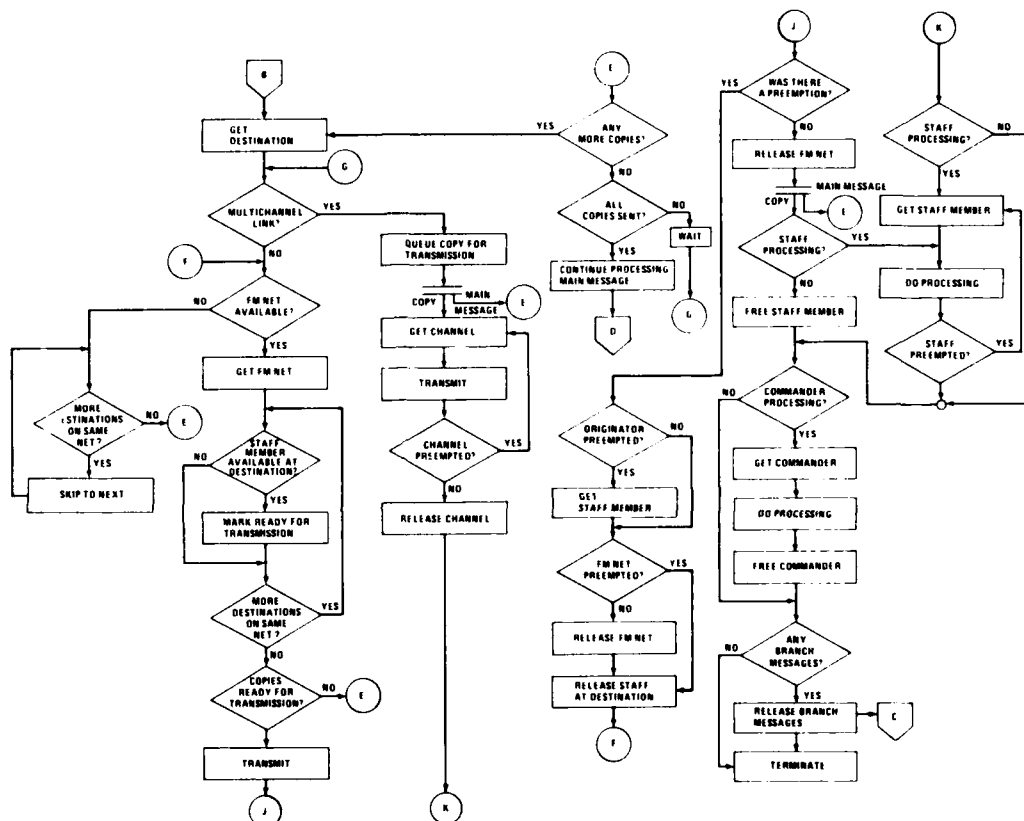 B
GET
DESTINATION
G
MULTICHANNEL
LINK?
YES
NO
F
FM NET
AVAILABLE?
NO
YES
GET FM NET
MORE
ESTINATIONS
ON SAME
NET?
NO
E
YES
SKIP TO NEXT
STAFF
MEMBER
AVAILABLE AT
DESTINATION?
NO
YES
MARK READY FOR
TRANSMISSION
MORE
DESTINATIONS
ON SAME
NET?
YES
NO
COPIES
READY FOR
TRANSMISSION?
NO
E
TRANSMIT
J
QUEUE COPY FOR
TRANSMISSION
COPY
MAIN
MESSAGE
E
GET CHANNEL
TRANSMIT
CHANNEL
PREEMPTED?
YES
NO
RELEASE CHANNEL
K
E
ANY
MORE COPIES?
YES
NO
ALL
COPIES SENT?
NO
WAIT
YES
CONTINUE PROCESSING
MAIN MESSAGE
D
ORIGINATOR
PREEMPTED?
NO
YES
GET
STAFF MEMBER
FM NET
PREEMPTED?
YES
NO
RELEASE FM NET
RELEASE STAFF
AT DESTINATION
F
J
WAS THERE
A PREEMPTION?
YES
NO
RELEASE FM NET
MAIN MESSAGE
COPY
E
STAFF
PROCESSING?
YES
NO
FREE STAFF MEMBER
COMMANDER
PROCESSING?
NO
YES
GET COMMANDER
DO PROCESSING
FREE COMMANDER
ANY
BRANCH
MESSAGES?
NO
YES
RELEASE BRANCH
MESSAGES
C
TERMINATE
K
STAFF
PROCESSING?
NO
YES
GET STAFF MEMBER
DO PROCESSING
STAFF
PREEMPTED?
YES
NO